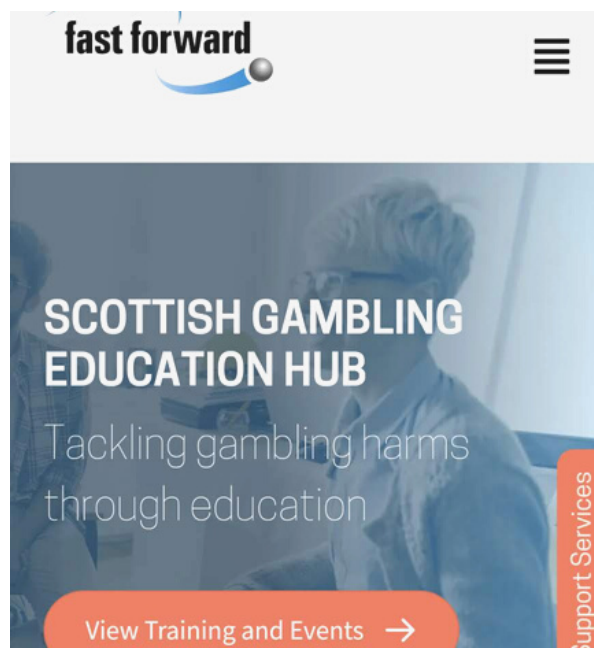 fast forward
SCOTTISH GAMBLING
EDUCATION HUB
Tackling gambling harms
through education
Support Services
View Training and Events →